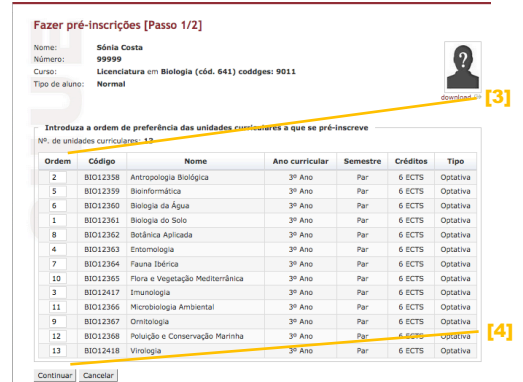 Fazer pré-inscrições [Passo 1/2]
Nome: Sónia Costa
Número: 99999
Curso: Licenciatura em Biologia (cód. 641) coddges: 9011
Tipo de aluno: Normal
download
[3]
Introduza a ordem de preferência das unidades curriculares a que se pré-inscreve
Nº. de unidades curriculares: 13
Ordem Código Nome Ano curricular Semestre Créditos Tipo
2 BIO12358 Antropologia Biológica 3º Ano Par 6 ECTS Optativa
5 BIO12359 Bioinformática 3º Ano Par 6 ECTS Optativa
6 BIO12360 Biologia da Água 3º Ano Par 6 ECTS Optativa
1 BIO12361 Biologia do Solo 3º Ano Par 6 ECTS Optativa
8 BIO12362 Botânica Aplicada 3º Ano Par 6 ECTS Optativa
4 BIO12363 Entomologia 3º Ano Par 6 ECTS Optativa
7 BIO12364 Fauna Ibérica 3º Ano Par 6 ECTS Optativa
10 BIO12365 Flora e Vegetação Mediterrânica 3º Ano Par 6 ECTS Optativa
3 BIO12417 Imunologia 3º Ano Par 6 ECTS Optativa
11 BIO12366 Microbiologia Ambiental 3º Ano Par 6 ECTS Optativa
9 BIO12367 Ornitologia 3º Ano Par 6 ECTS Optativa
12 BIO12368 Poluição e Conservação Marinha 3º Ano Par 6 ECTS Optativa
[4]
13 BIO12418 Virologia 3º Ano Par 6 ECTS Optativa
Continuar Cancelar